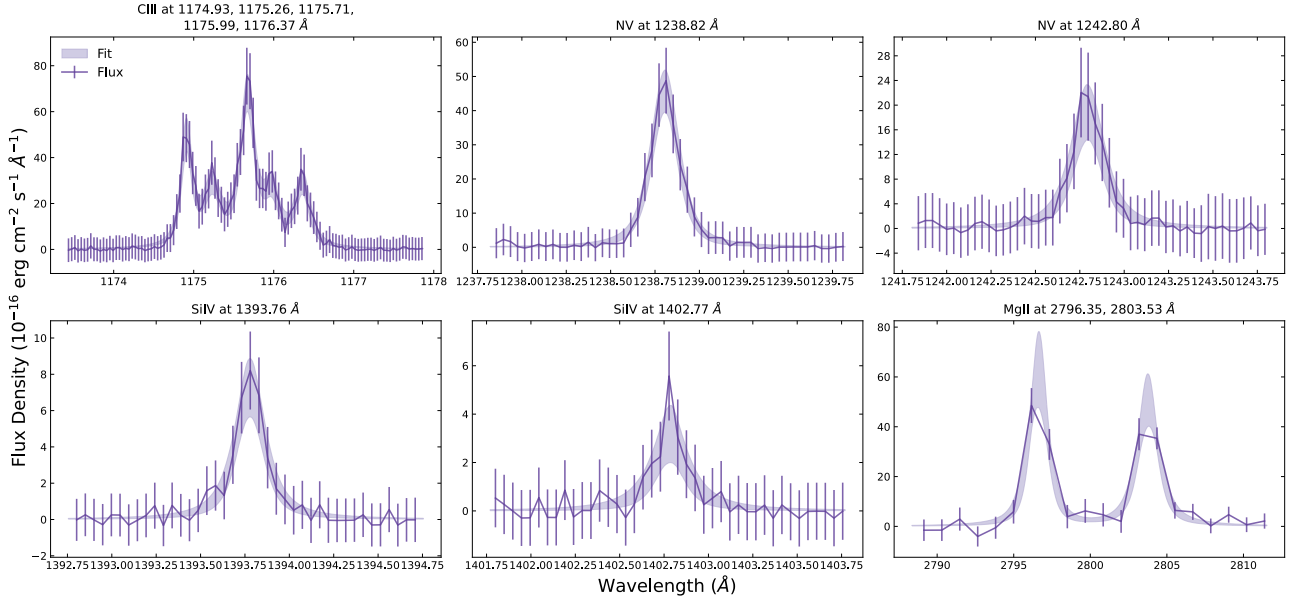 CIII at 1174.93, 1175.26, 1175.71,
1175.99, 1176.37 Å
NV at 1238.82 Å
NV at 1242.80 Å
Fit
Flux
80
60
40
20
0
1174 1175 1176 1177 1178
60
50
40
30
20
10
0
1237.75 1238.00 1238.25 1238.50 1238.75 1239.00 1239.25 1239.50 1239.75
28
24
20
16
12
8
4
0
−4
1241.75 1242.00 1242.25 1242.50 1242.75 1243.00 1243.25 1243.50 1243.75
Flux Density (10⁻¹⁶ erg cm⁻² s⁻¹ Å⁻¹)
SiIV at 1393.76 Å
SiIV at 1402.77 Å
MgII at 2796.35, 2803.53 Å
10
8
6
4
2
0
−2
1392.75 1393.00 1393.25 1393.50 1393.75 1394.00 1394.25 1394.50 1394.75
6
4
2
0
1401.75 1402.00 1402.25 1402.50 1402.75 1403.00 1403.25 1403.50 1403.75
80
60
40
20
0
2790 2795 2800 2805 2810
Wavelength (Å)